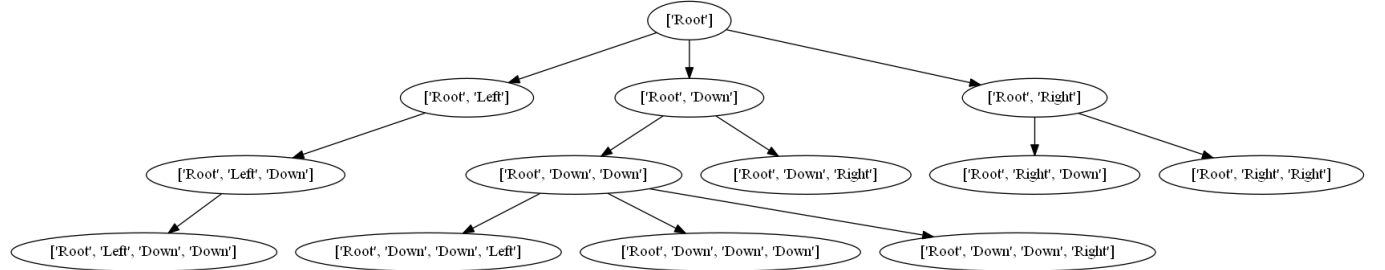 ['Root']
['Root', 'Left']
['Root', 'Down']
['Root', 'Right']
['Root', 'Left', 'Down']
['Root', 'Down', 'Down']
['Root', 'Down', 'Right']
['Root', 'Right', 'Down']
['Root', 'Right', 'Right']
['Root', 'Left', 'Down', 'Down']
['Root', 'Down', 'Down', 'Left']
['Root', 'Down', 'Down', 'Down']
['Root', 'Down', 'Down', 'Right']